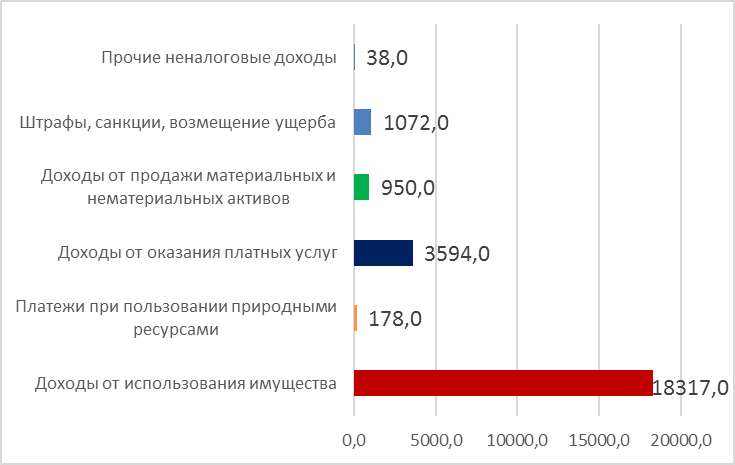 Прочие неналоговые доходы
38,0
Штрафы, санкции, возмещение ущерба
1072,0
Доходы от продажи материальных и
нематериальных активов
950,0
Доходы от оказания платных услуг
3594,0
Платежи при пользовании природными
ресурсами
178,0
Доходы от использования имущества
18317,0
0,0 5000,0 10000,0 15000,0 20000,0